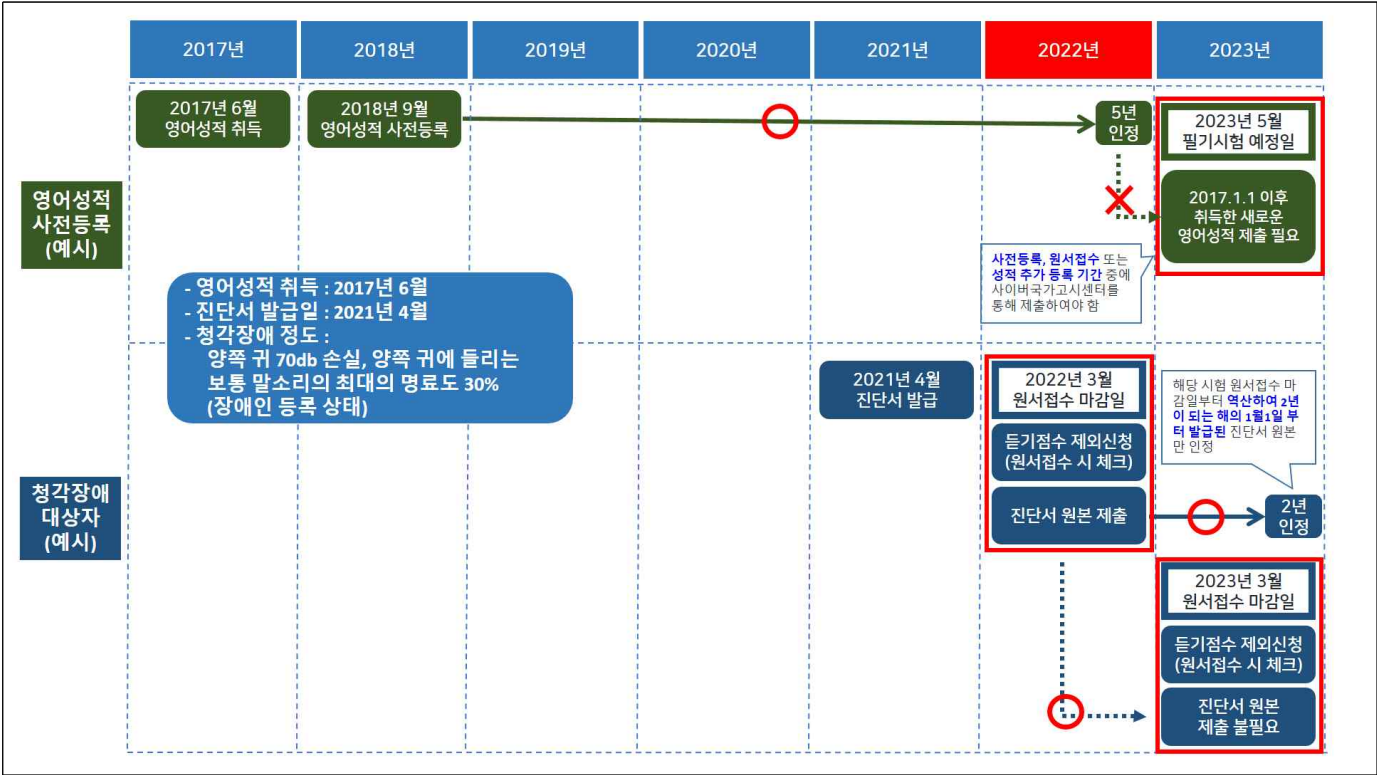 2017년 2018년 2019년 2020년 2021년 2022년 2023년
2017년 6월
영어성적 취득
2018년 9월
영어성적 사전등록
5년
인정
2023년 5월
필기시험 예정일
영어성적
사전등록
(예시)
2017.1.1 이후
취득한 새로운
영어성적 제출 필요
사전등록, 원서접수 또는
성적 추가 등록 기간 중에
사이버국가고시센터를
통해 제출하여야 함
- 영어성적 취득 : 2017년 6월
- 진단서 발급일 : 2021년 4월
- 청각장애 정도 :
양쪽 귀 70db 손실, 양쪽 귀에 들리는
보통 말소리의 최대의 명료도 30%
(장애인 등록 상태)
청각장애
대상자
(예시)
2021년 4월
진단서 발급
2022년 3월
원서접수 마감일
듣기점수 제외신청
(원서접수 시 체크)
진단서 원본 제출
해당 시험 원서접수 마
감일부터 역산하여 2년
이 되는 해의 1월1일 부
터 발급된 진단서 원본
만 인정
2년
인정
2023년 3월
원서접수 마감일
듣기점수 제외신청
(원서접수 시 체크)
진단서 원본
제출 불필요